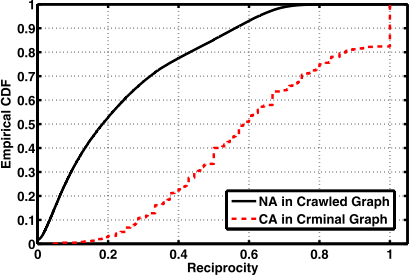 1
0.9
0.8
0.7
0.6
0.5
0.4
0.3
0.2
0.1
0
Empirical CDF
NA in Crawled Graph
CA in Crminal Graph
0 0.2 0.4 0.6 0.8 1
Reciprocity